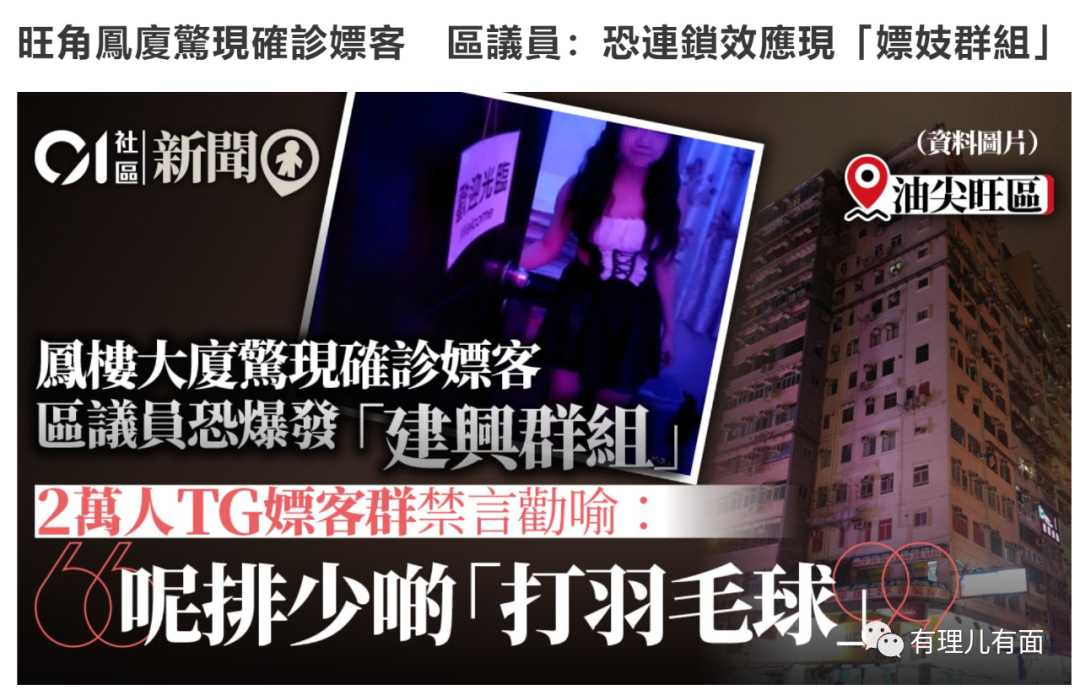 旺角鳳廈驚現確診嫖客　區議員：恐連鎖效應現「嫖妓群組」
01社區新聞
歡迎光臨
Welcome
（資料圖片）
油尖旺區
鳳樓大廈驚現確診嫖客
區議員恐爆發「建興群組」
2萬人TG嫖客群禁言勸喻：
呢排少啲「打羽毛球」
有理儿有面